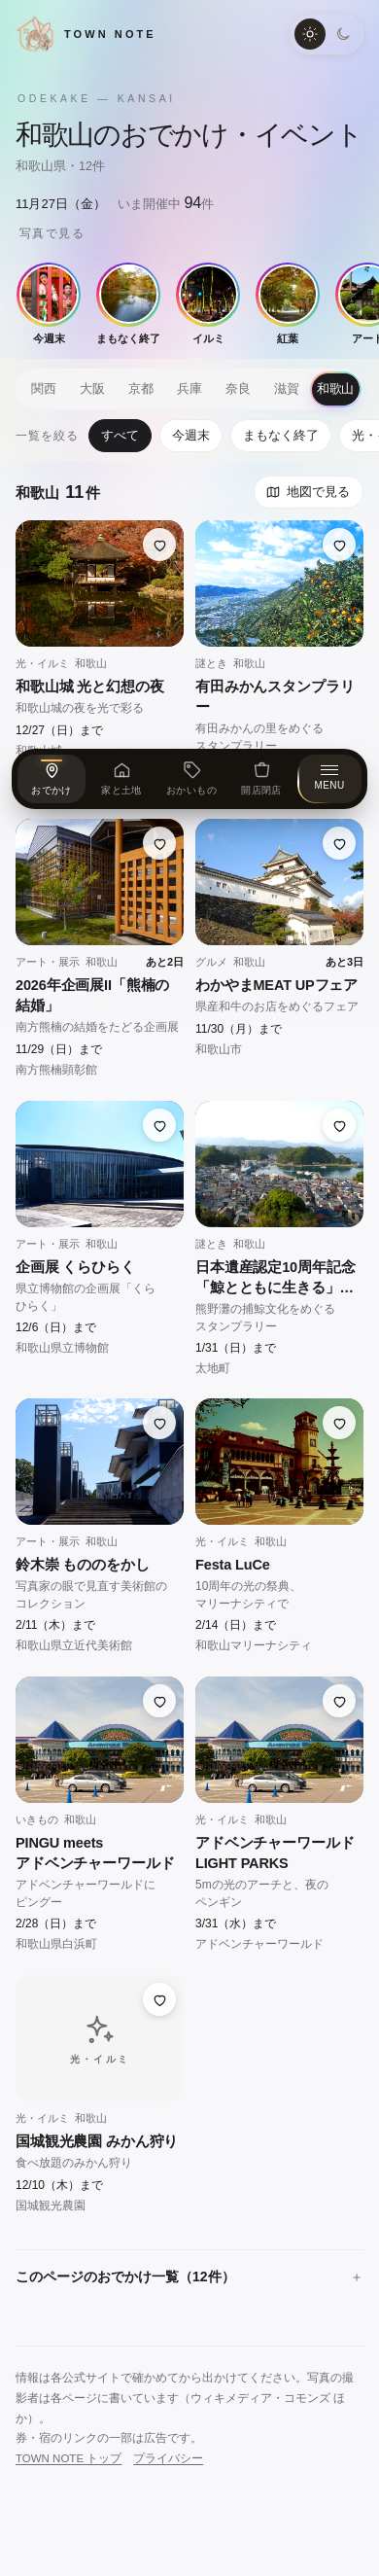 TOWN NOTE
ODEKAKE — KANSAI
和歌山のおでかけ・イベント
和歌山県・12件
11月27日（金） いま開催中 94件
写真で見る
今週末 まもなく終了 イルミ 紅葉 アート
関西 大阪 京都 兵庫 奈良 滋賀 和歌山
一覧を絞る すべて 今週末 まもなく終了 光・
和歌山 11件 地図で見る
光・イルミ 和歌山
和歌山城 光と幻想の夜
和歌山城の夜を光で彩る
12/27（日）まで
謎とき 和歌山
有田みかんスタンプラリ
ー
有田みかんの里をめぐる
スタンプラリー
おでかけ 家と土地 おかいもの 開店閉店 MENU
アート・展示 和歌山 あと2日
2026年企画展II「熊楠の
結婚」
南方熊楠の結婚をたどる企画展
11/29（日）まで
南方熊楠顕彰館
グルメ 和歌山 あと3日
わかやまMEAT UPフェア
県産和牛のお店をめぐるフェア
11/30（月）まで
和歌山市
アート・展示 和歌山
企画展 くらひらく
県立博物館の企画展「くら
ひらく」
12/6（日）まで
和歌山県立博物館
謎とき 和歌山
日本遺産認定10周年記念
「鯨とともに生きる」…
熊野灘の捕鯨文化をめぐる
スタンプラリー
1/31（日）まで
太地町
アート・展示 和歌山
鈴木崇 もののをかし
写真家の眼で見直す美術館の
コレクション
2/11（木）まで
和歌山県立近代美術館
光・イルミ 和歌山
Festa LuCe
10周年の光の祭典、
マリーナシティで
2/14（日）まで
和歌山マリーナシティ
いきもの 和歌山
PINGU meets
アドベンチャーワールド
アドベンチャーワールドに
ピングー
2/28（日）まで
和歌山県白浜町
光・イルミ 和歌山
アドベンチャーワールド
LIGHT PARKS
5mの光のアーチと、夜の
ペンギン
3/31（水）まで
アドベンチャーワールド
光・イルミ
光・イルミ 和歌山
国城観光農園 みかん狩り
食べ放題のみかん狩り
12/10（木）まで
国城観光農園
このページのおでかけ一覧（12件） +
情報は各公式サイトで確かめてから出かけてください。写真の撮
影者は各ページに書いています（ウィキメディア・コモンズ ほ
か）。
券・宿のリンクの一部は広告です。
TOWN NOTE トップ プライバシー